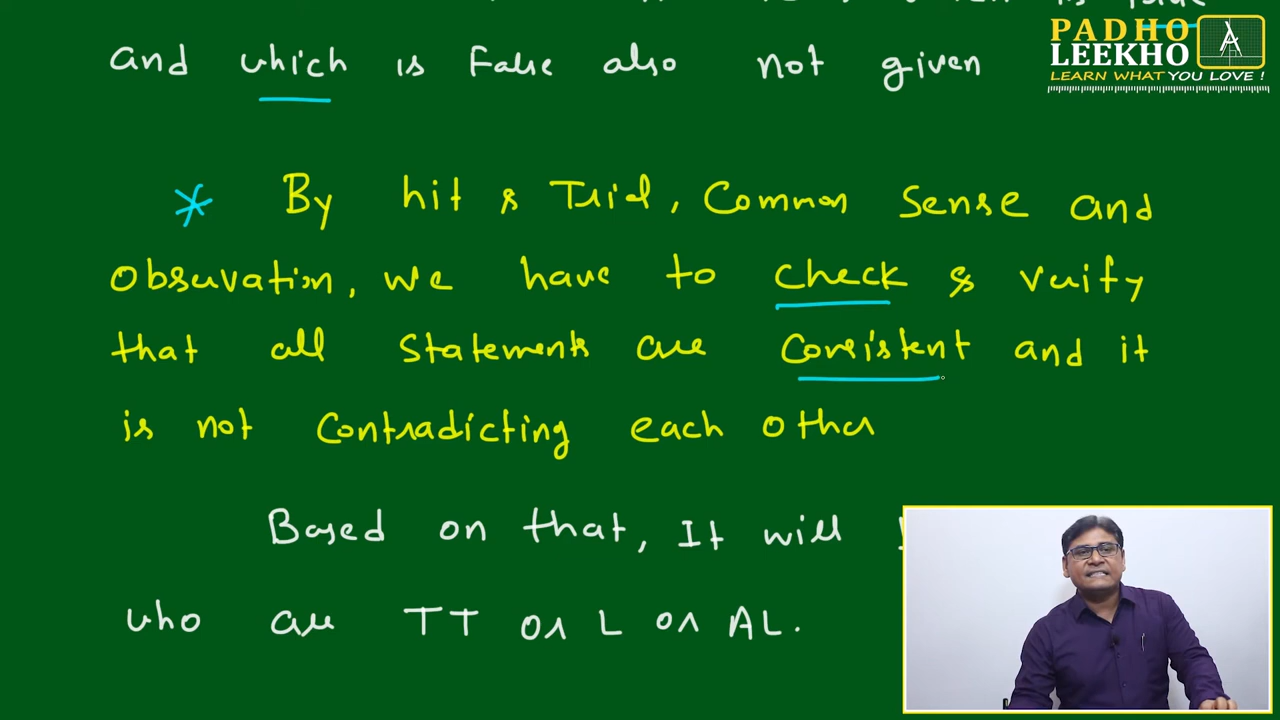 and which is False also not given
PADHO
LEEKHO
LEARN WHAT YOU LOVE !
* By hit & Trial, Common Sense and
Observation, we have to check & verify
that all statements are consistent and it
is not contradicting each other
Based on that, It will
who are TT or L or AL.